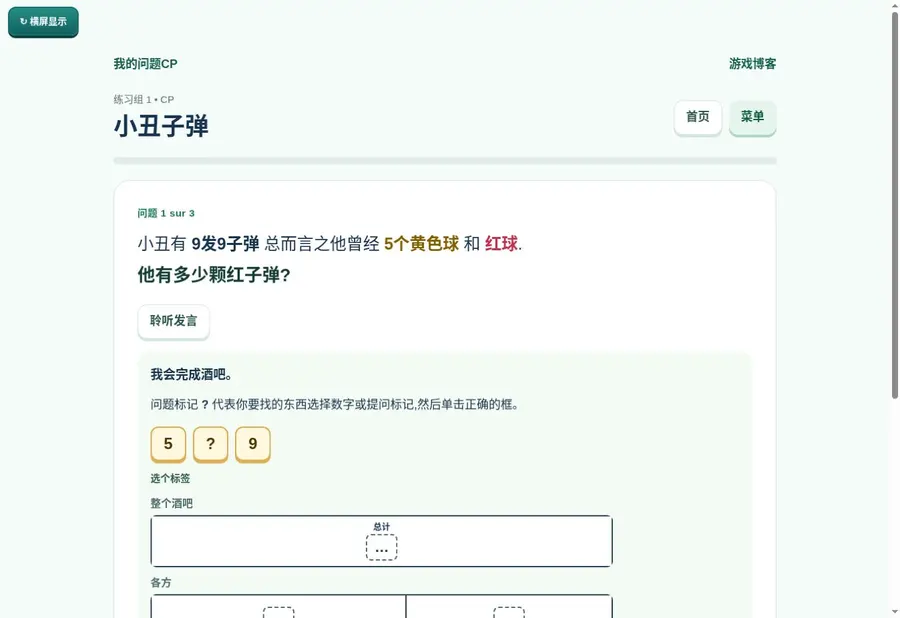 ↻ 横屏显示
我的问题CP
游戏博客
练习组 1 • CP
小丑子弹
首页
菜单
问题 1 sur 3
小丑有 9发9子弹 总而言之他曾经 5个黄色球 和 红球.
他有多少颗红子弹?
聆听发言
我会完成酒吧。
问题标记 ? 代表你要找的东西选择数字或提问标记,然后单击正确的框。
5 ? 9
选个标签
整个酒吧
总计
...
各方